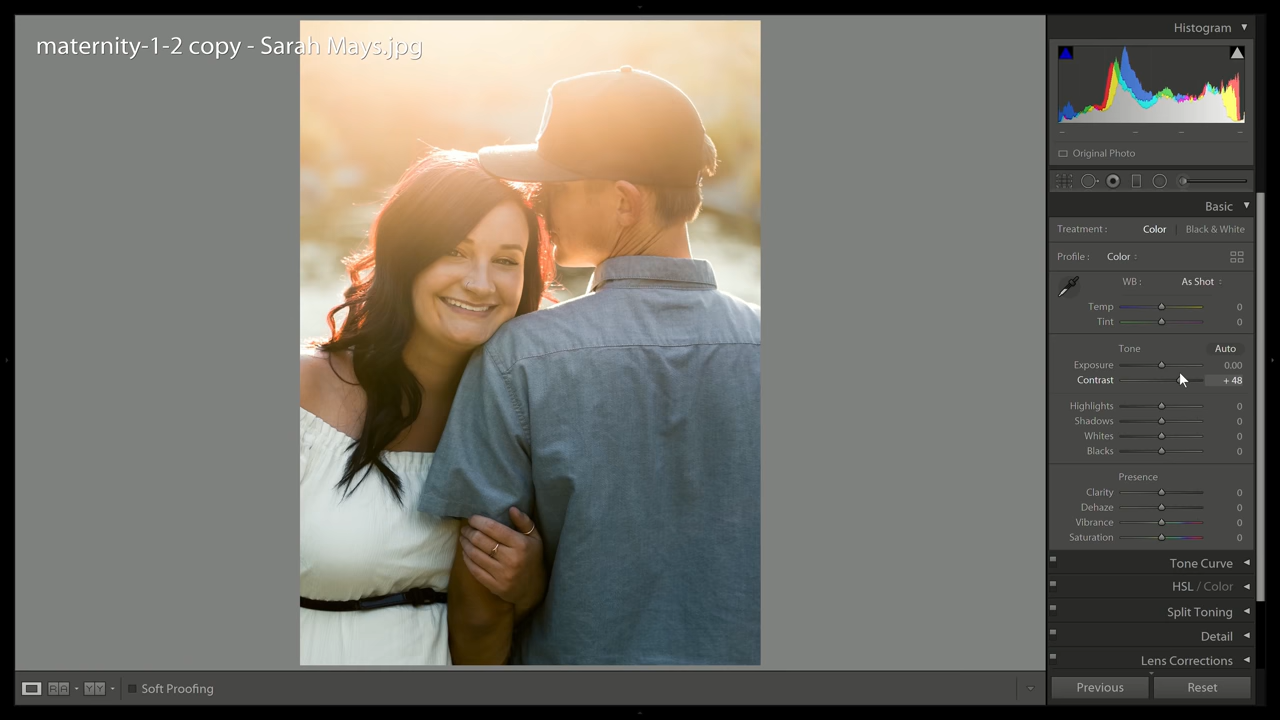 maternity-1-2 copy - Sarah Mays.jpg
Histogram
Original Photo
Basic
Treatment : Color Black & White
Profile : Color
WB : As Shot
Temp 0
Tint 0
Tone Auto
Exposure 0.00
Contrast + 48
Highlights 0
Shadows 0
Whites 0
Blacks 0
Presence
Clarity 0
Dehaze 0
Vibrance 0
Saturation 0
Tone Curve
HSL / Color
Split Toning
Detail
Lens Corrections
RA YY Soft Proofing Previous Reset